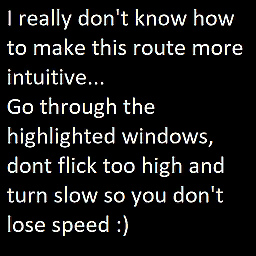 I really don't know how
to make this route more
intuitive...
Go through the
highlighted windows,
dont flick too high and
turn slow so you don't
lose speed :)